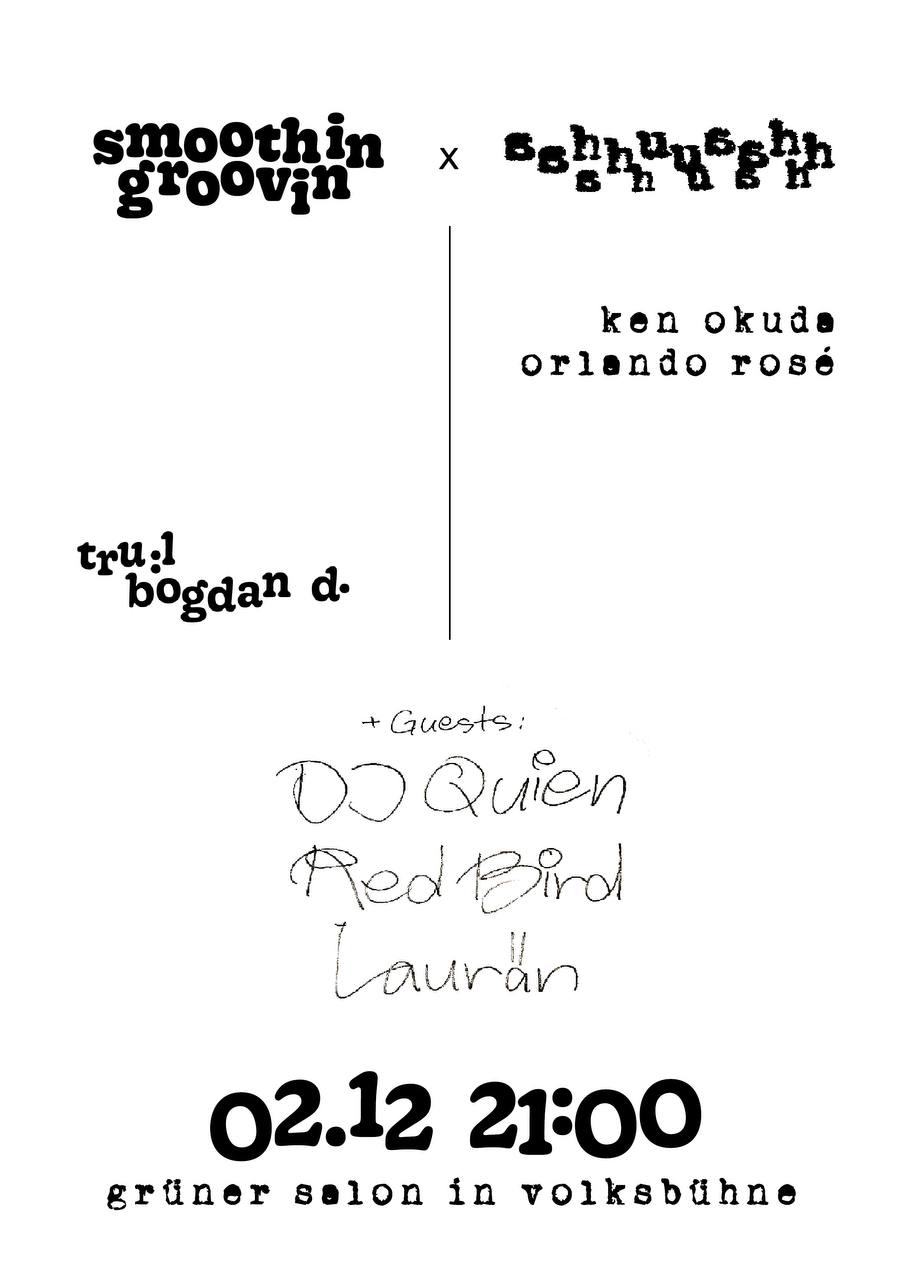 smoothin
groovin
x
sshhuusshh
shush
ken okuda
orlando rosé
tru:l
bogdan d.
+ Guests:
DJ Quien
Red Bird
Laurän
02.12 21:00
grüner salon in volksbühne